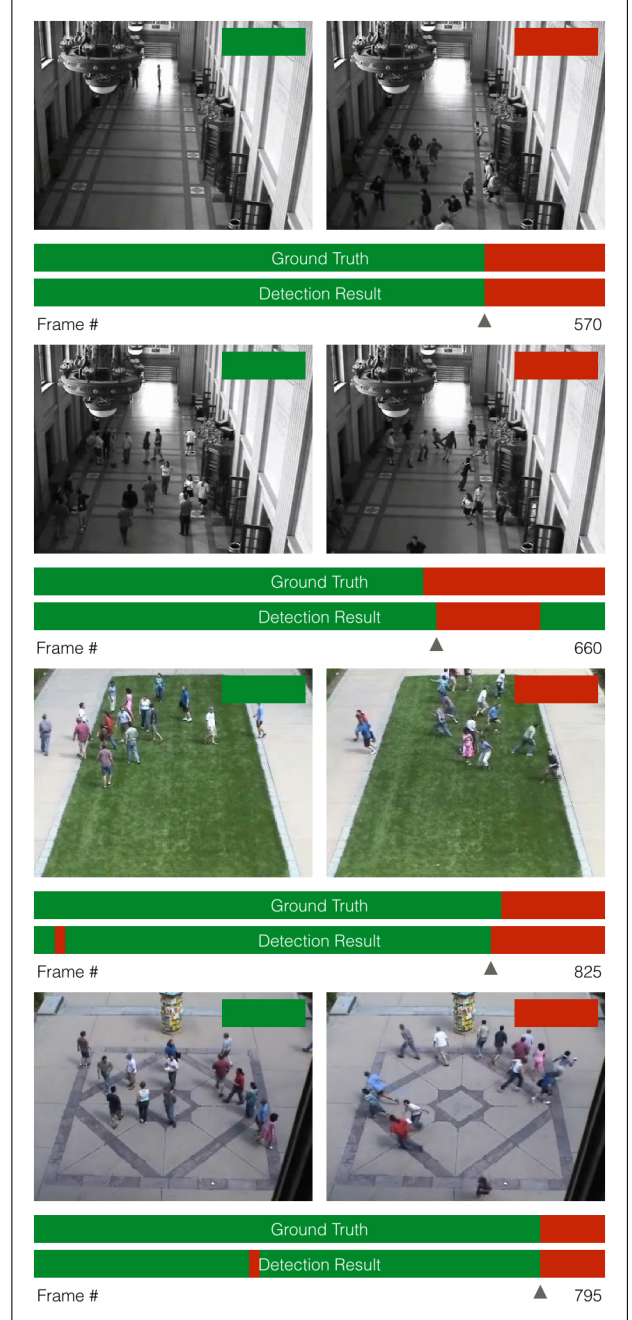 Ground Truth
Detection Result
Frame #
570
Ground Truth
Detection Result
Frame #
660
Ground Truth
Detection Result
Frame #
825
Ground Truth
Detection Result
Frame #
795